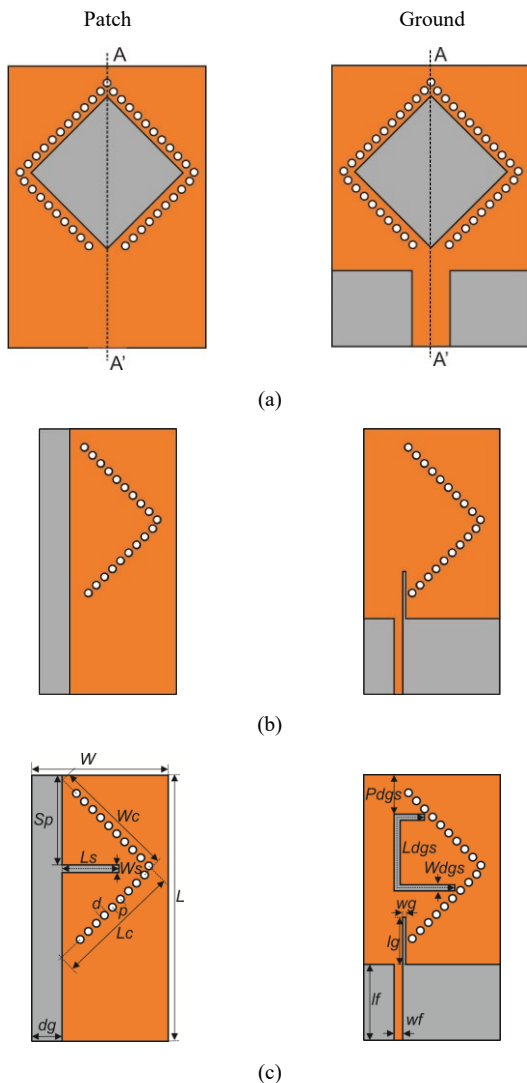 Patch Ground
A A
A' A'
(a)
(b)
W
Sp Wc Ls Ws L d p Lc dg
Pdgs Ldgs Wdgs wg lg lf wf
(c)